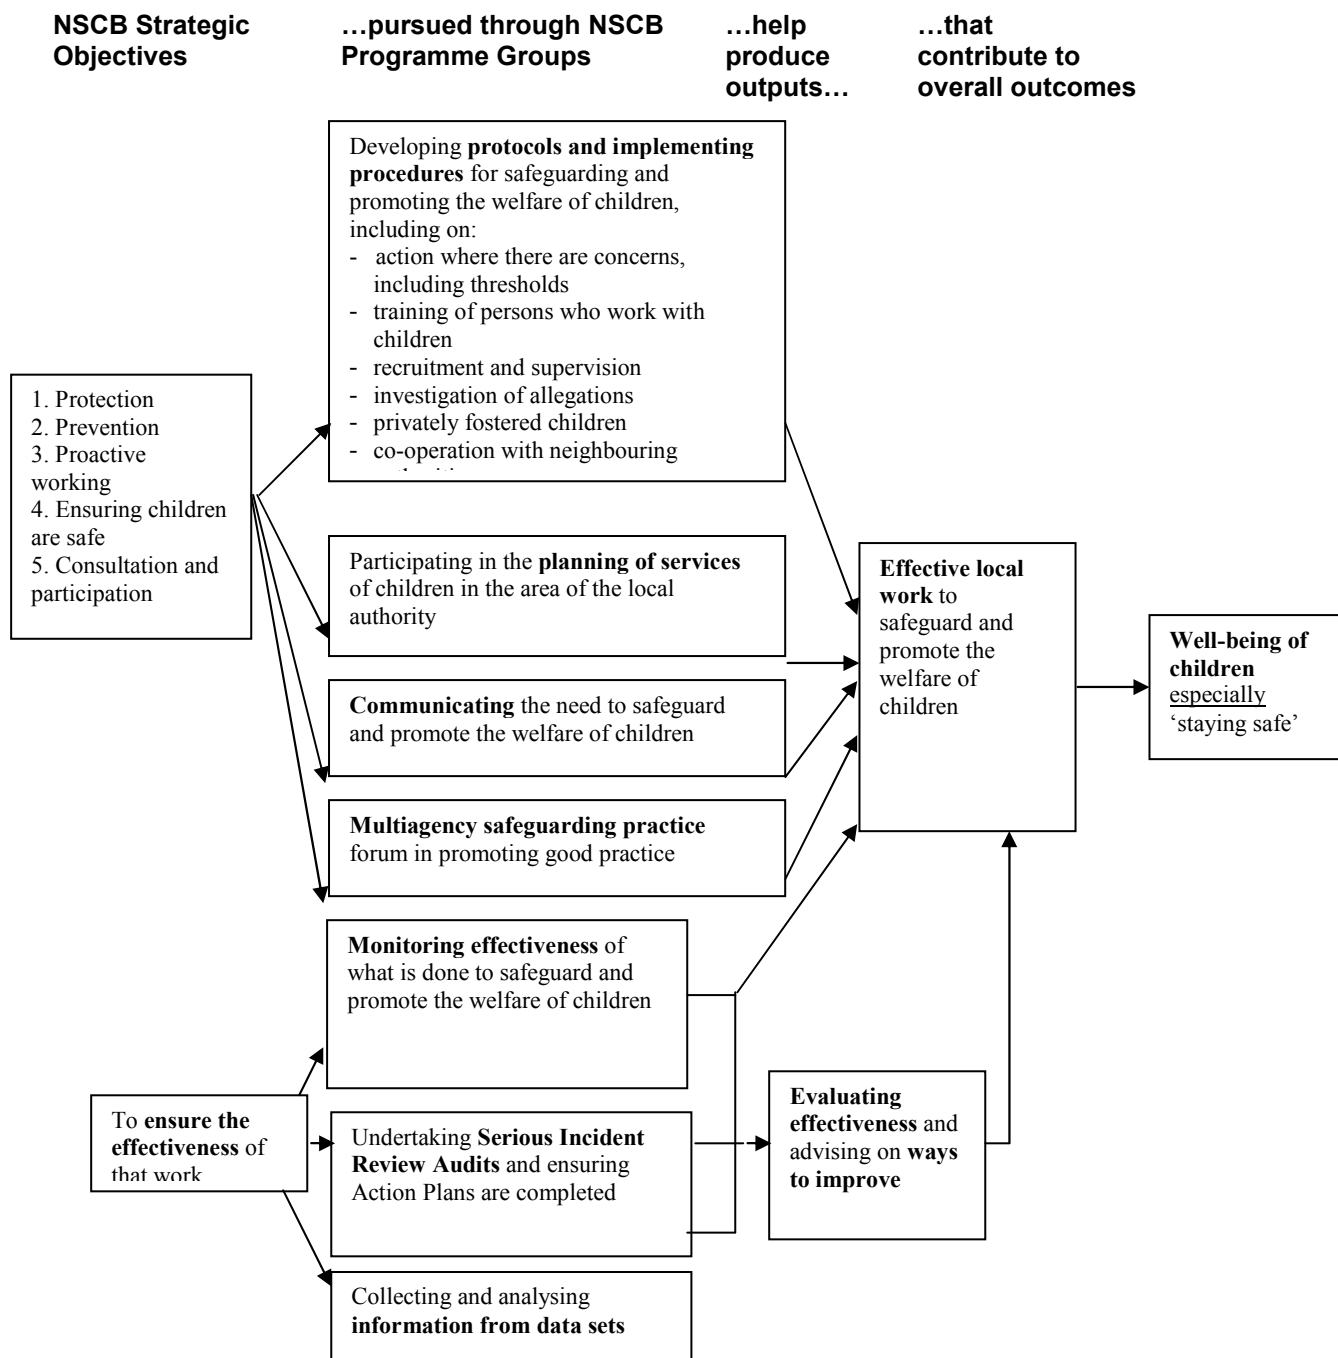 NSCB Strategic
Objectives
…pursued through NSCB
Programme Groups
…help
produce
outputs…
…that
contribute to
overall outcomes
Developing protocols and implementing
procedures for safeguarding and
promoting the welfare of children,
including on:
- action where there are concerns,
including thresholds
- training of persons who work with
children
- recruitment and supervision
- investigation of allegations
- privately fostered children
- co-operation with neighbouring
1. Protection
2. Prevention
3. Proactive
working
4. Ensuring children
are safe
5. Consultation and
participation
Participating in the planning of services
of children in the area of the local
authority
Communicating the need to safeguard
and promote the welfare of children
Multiagency safeguarding practice
forum in promoting good practice
Effective local
work to
safeguard and
promote the
welfare of
children
Well-being of
children
especially
‘staying safe’
Monitoring effectiveness of
what is done to safeguard and
promote the welfare of children
To ensure the
effectiveness of
that work
Undertaking Serious Incident
Review Audits and ensuring
Action Plans are completed
Evaluating
effectiveness and
advising on ways
to improve
Collecting and analysing
information from data sets